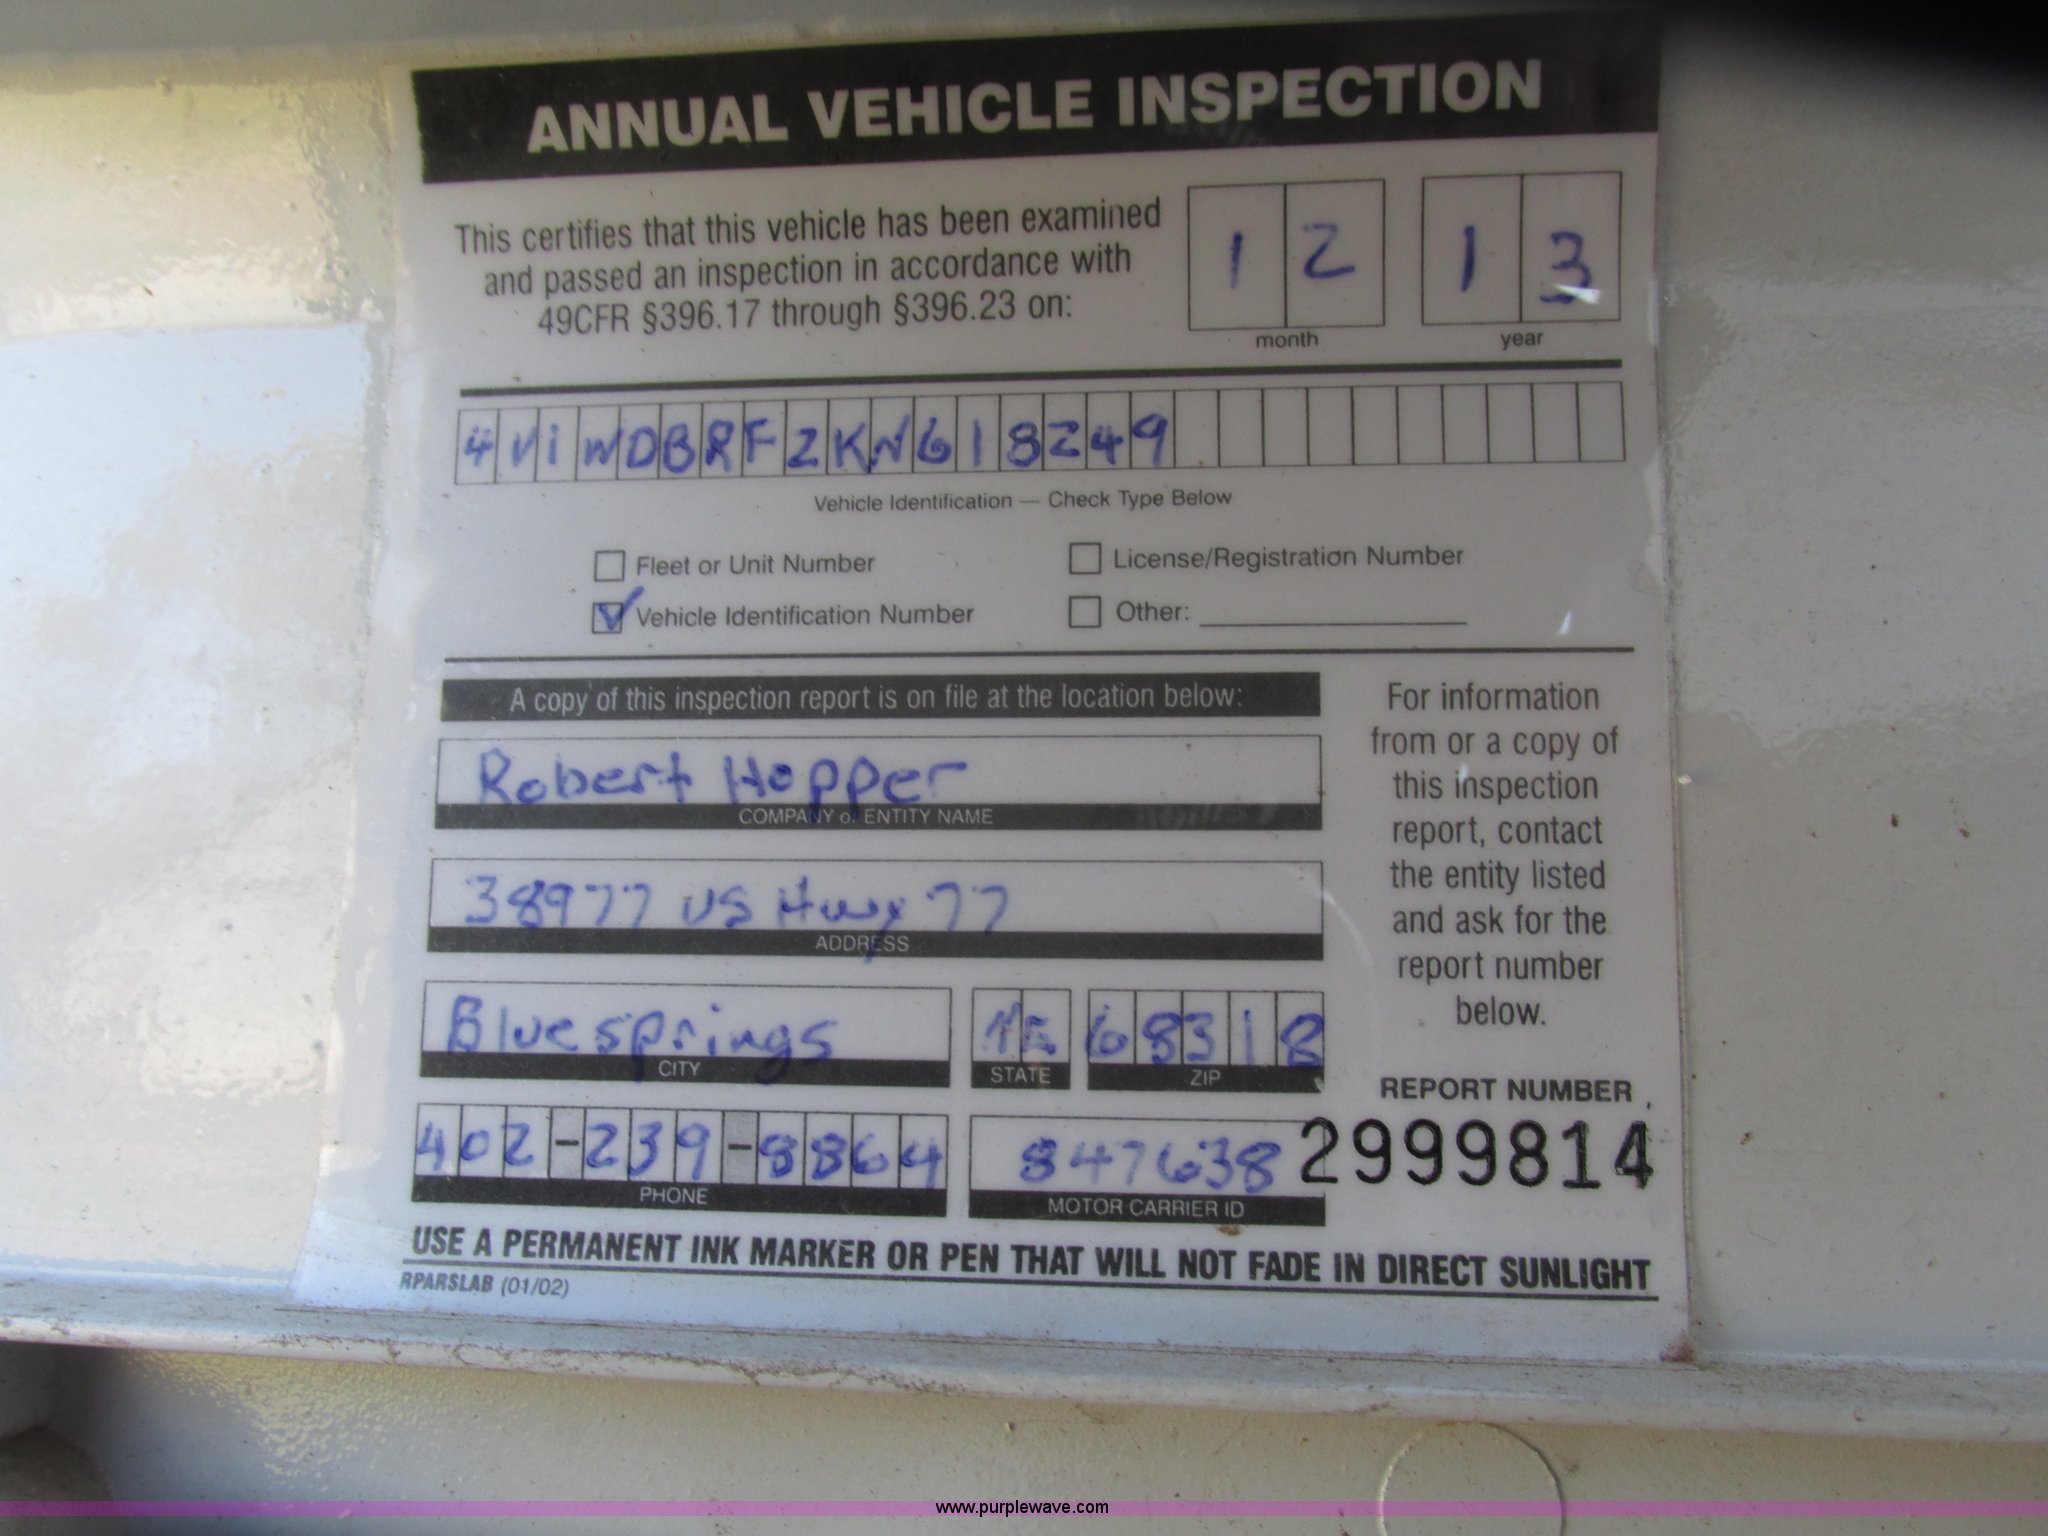 ANNUAL VEHICLE INSPECTION
This certifies that this vehicle has been examined
and passed an inspection in accordance with
49CFR §396.17 through §396.23 on:
1 2 1 3
month year
4V1WDBRF2KN618249
Vehicle Identification — Check Type Below
Fleet or Unit Number License/Registration Number
Vehicle Identification Number Other:
A copy of this inspection report is on file at the location below:
Robert Hopper
COMPANY or ENTITY NAME
38977 US Hwy 77
ADDRESS
Blue springs NE 68318
CITY STATE ZIP
402-239-8864 847638
PHONE MOTOR CARRIER ID
For information
from or a copy of
this inspection
report, contact
the entity listed
and ask for the
report number
below.
REPORT NUMBER
2999814
USE A PERMANENT INK MARKER OR PEN THAT WILL NOT FADE IN DIRECT SUNLIGHT
RPARSLAB (01/02)
www.purplewave.com